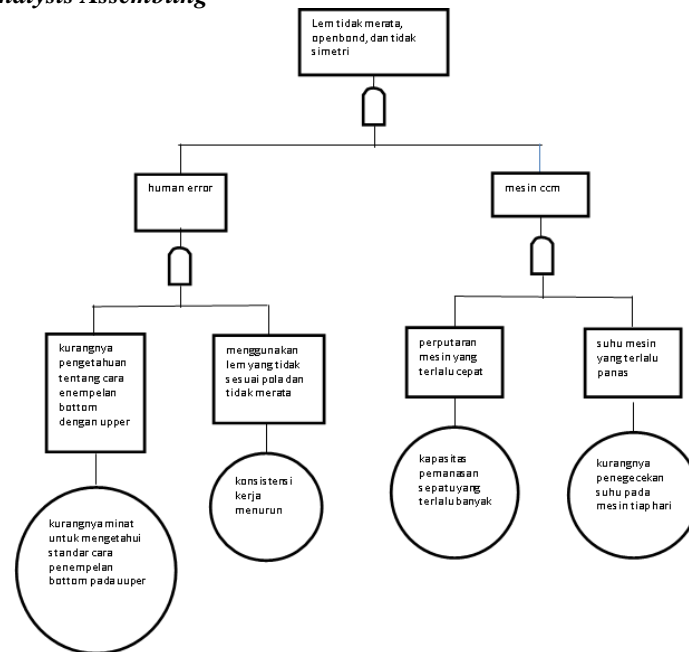 nalysis Assembling
Lem tidak merata,
openbond, dan tidak
simetri
human error
mesin ccm
kurangnya
pengetahuan
tentang cara
enempelan
bottom
dengan upper
menggunakan
lem yang tidak
sesuai pola dan
tidak merata
perputaran
mesin yang
terlalu cepat
suhu mesin
yang terlalu
panas
kurangnya minat
untuk mengetahui
standar cara
penempelan
bottom pada uuper
konsistensi
kerja
menurun
kapasitas
pemanasan
sepatu yang
terlalu banyak
kurangnya
penegecekan
suhu pada
mesin tiap hari